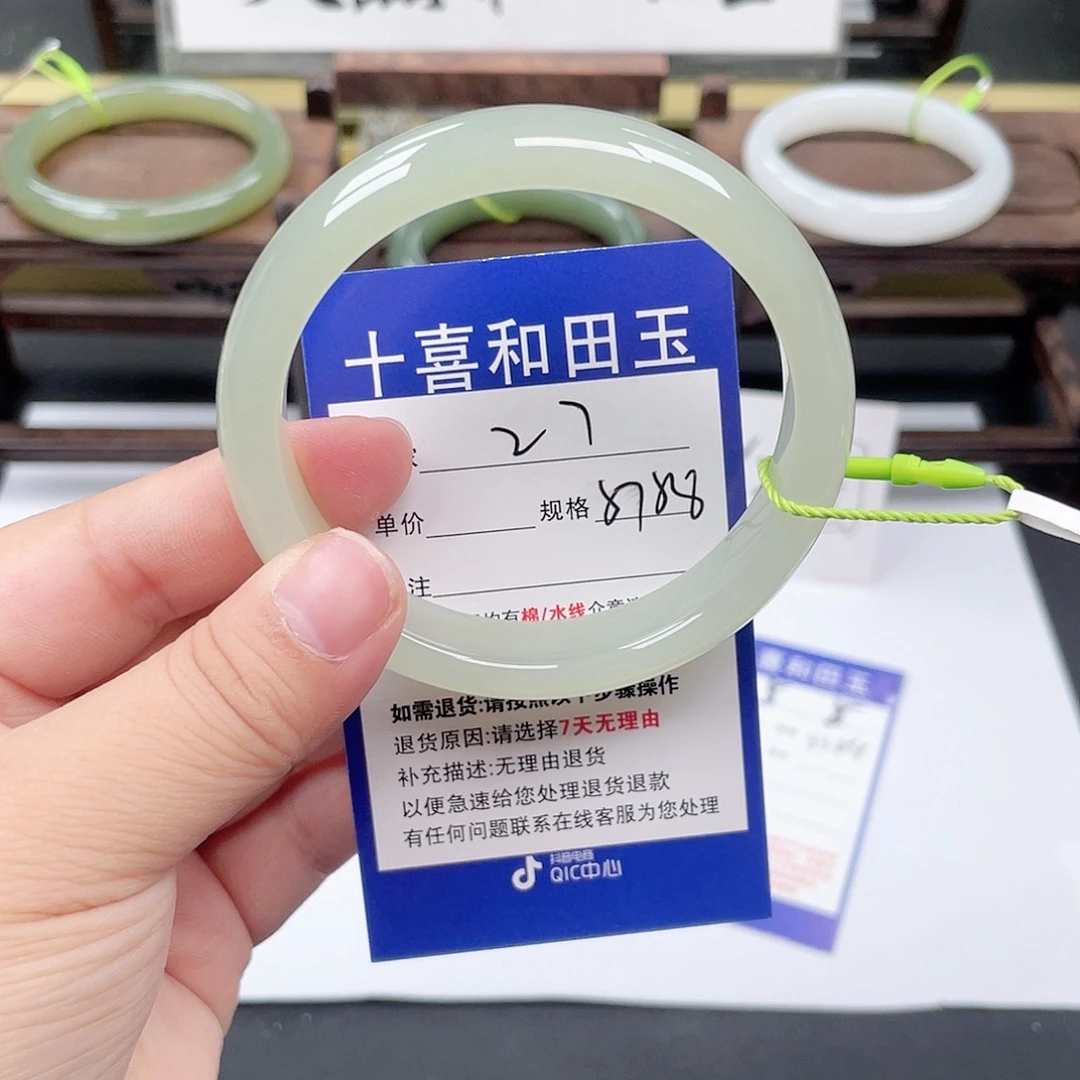 十喜和田玉
27
单价 规格 8788
注
均有棉/水线介意
如需退货:请按照以下步骤操作
退货原因:请选择7天无理由
补充描述:无理由退货
以便急速给您处理退货退款
有任何问题联系在线客服为您处理
抖音电商
QIC中心
喜和田玉